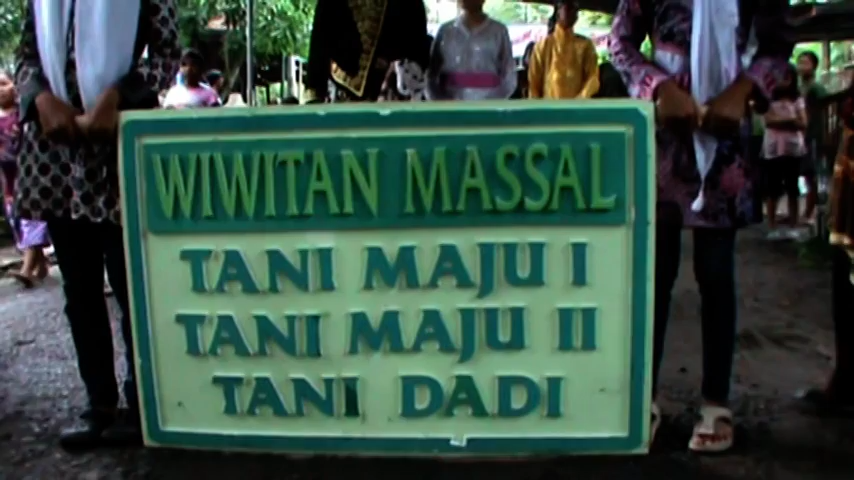 WIWITAN MASSAL
TANI MAJU I
TANI MAJU II
TANI DADI